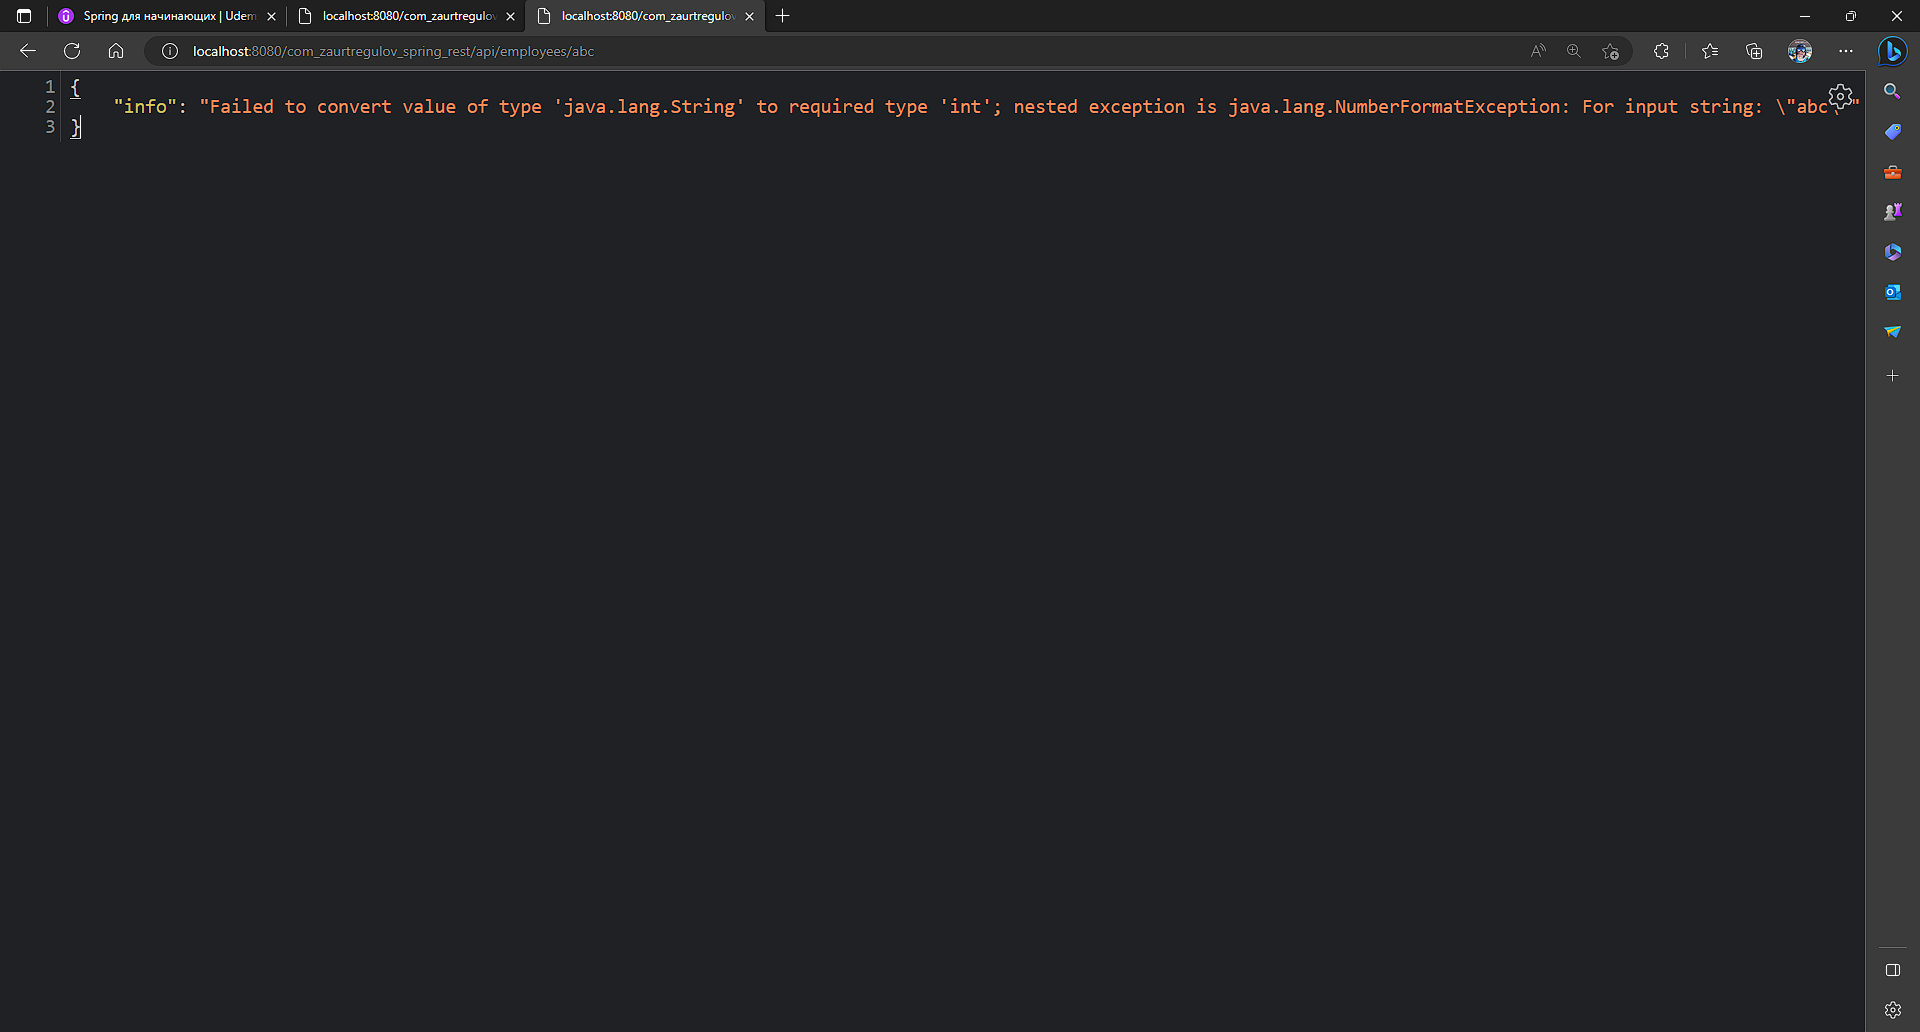 Spring для начинающих | Udem
localhost:8080/com_zaurtregulov
localhost:8080/com_zaurtregulov
localhost:8080/com_zaurtregulov_spring_rest/api/employees/abc
1 {
2 "info": "Failed to convert value of type 'java.lang.String' to required type 'int'; nested exception is java.lang.NumberFormatException: For input string: \"abc\""
3 }